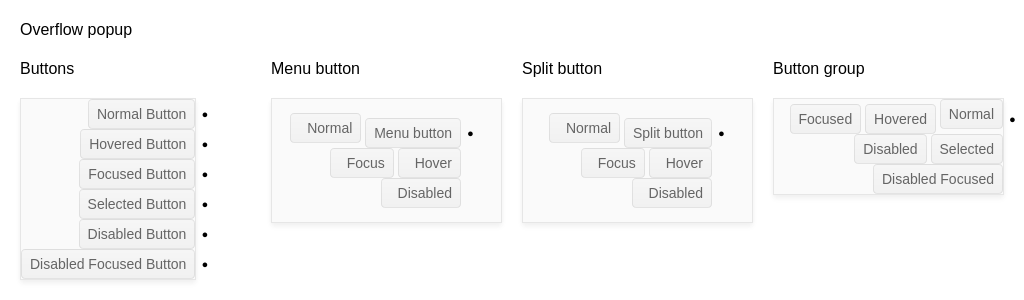 Overflow popup
Buttons
Normal Button
Hovered Button
Focused Button
Selected Button
Disabled Button
Disabled Focused Button
Menu button
Normal Menu button
Focus Hover
Disabled
Split button
Normal Split button
Focus Hover
Disabled
Button group
Focused Hovered Normal
Disabled Selected
Disabled Focused